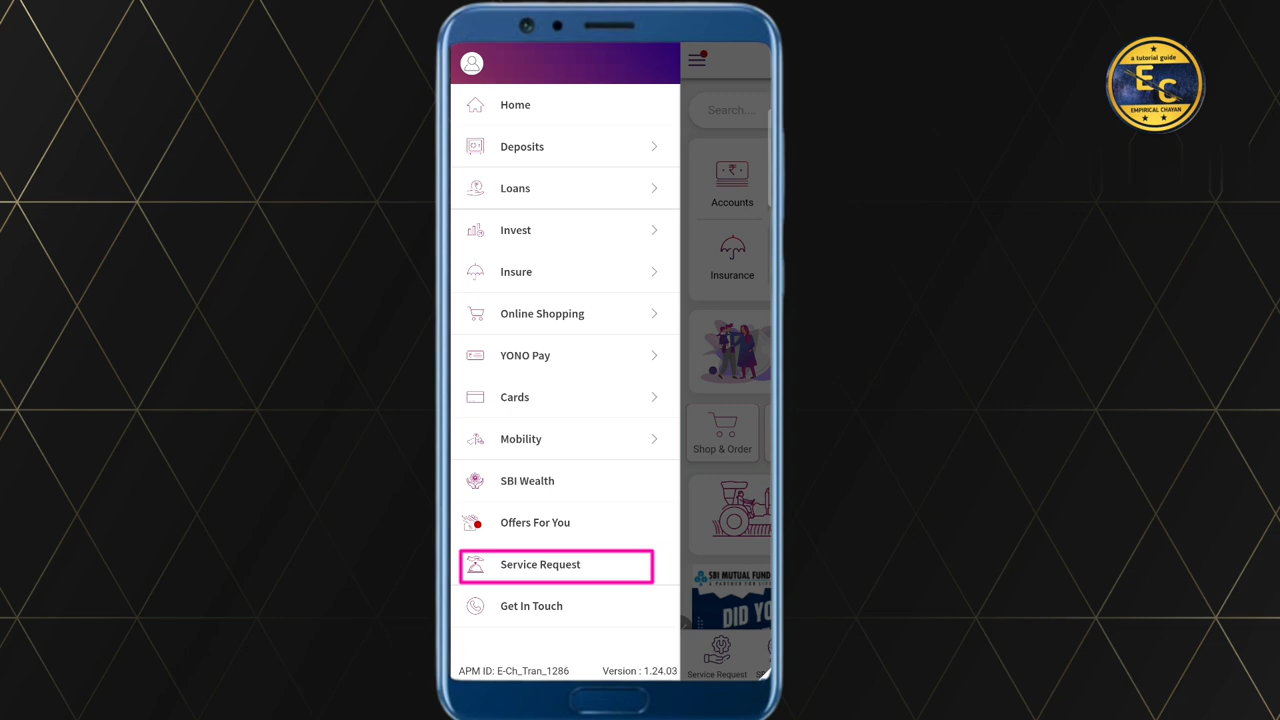 a tutorial guide
E
C
EMPIRICAL CHAYAN
Home
Deposits
Loans
Invest
Insure
Online Shopping
YONO Pay
Cards
Mobility
SBI Wealth
Offers For You
Service Request
Get In Touch
APM ID: E-Ch_Tran_1286
Version : 1.24.03
Search....
Accounts
Insurance
Shop & Order
SBI MUTUAL FUND
DID YO
Service Request